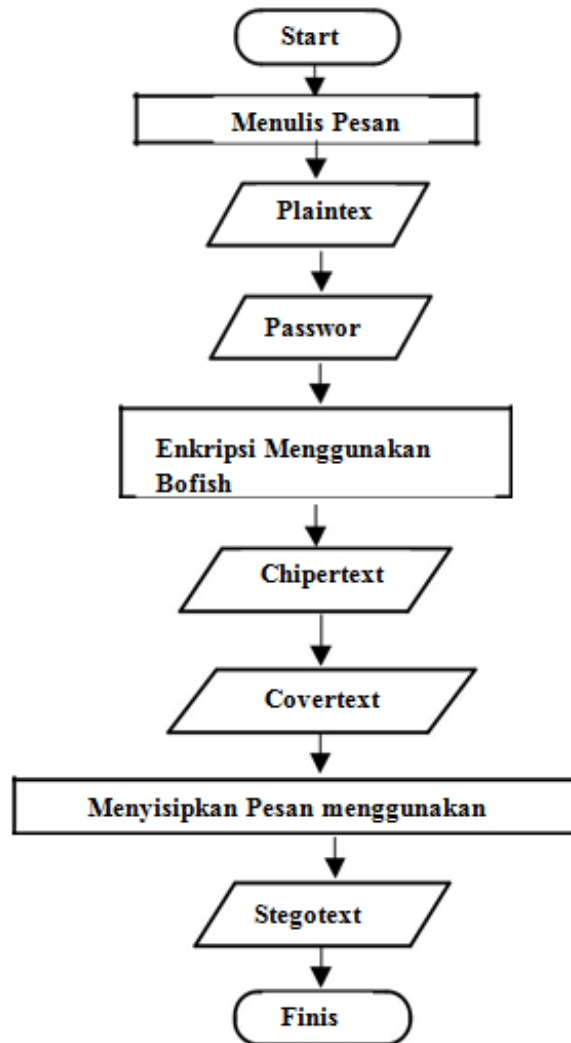 Start
Menulis Pesan
Plaintex
Passwor
Enkripsi Menggunakan
Bofish
Chipertext
Covertext
Menyisipkan Pesan menggunakan
Stegotext
Finis